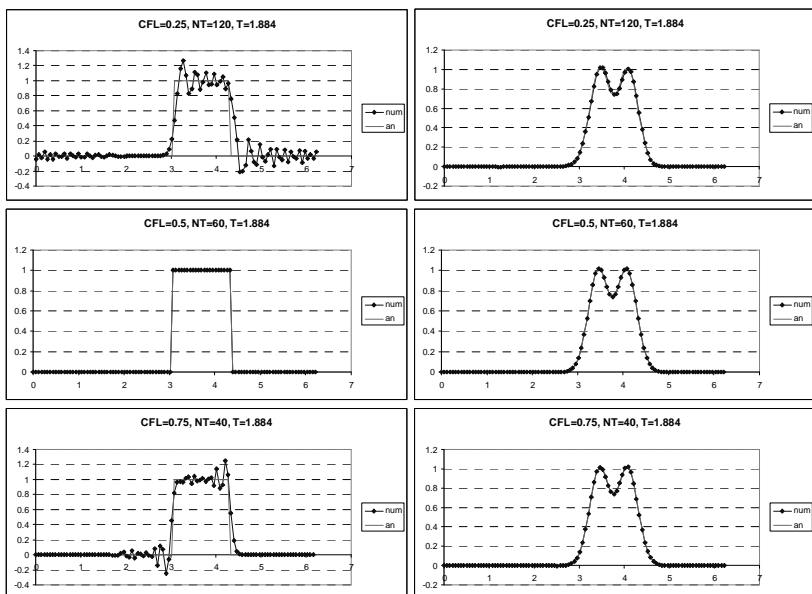 CFL=0.25, NT=120, T=1.884
1.4
1.2
1
0.8
0.6
0.4
0.2
0
-0.2
-0.4
0 1 2 3 4 5 6 7
num
an
CFL=0.25, NT=120, T=1.884
1.2
1
0.8
0.6
0.4
0.2
0
-0.2
0 1 2 3 4 5 6 7
num
an
CFL=0.5, NT=60, T=1.884
1.2
1
0.8
0.6
0.4
0.2
0
0 1 2 3 4 5 6 7
num
an
CFL=0.5, NT=60, T=1.884
1.2
1
0.8
0.6
0.4
0.2
0
0 1 2 3 4 5 6 7
num
an
CFL=0.75, NT=40, T=1.884
1.4
1.2
1
0.8
0.6
0.4
0.2
0
-0.2
-0.4
0 1 2 3 4 5 6 7
num
an
CFL=0.75, NT=40, T=1.884
1.2
1
0.8
0.6
0.4
0.2
0
-0.2
0 1 2 3 4 5 6 7
num
an